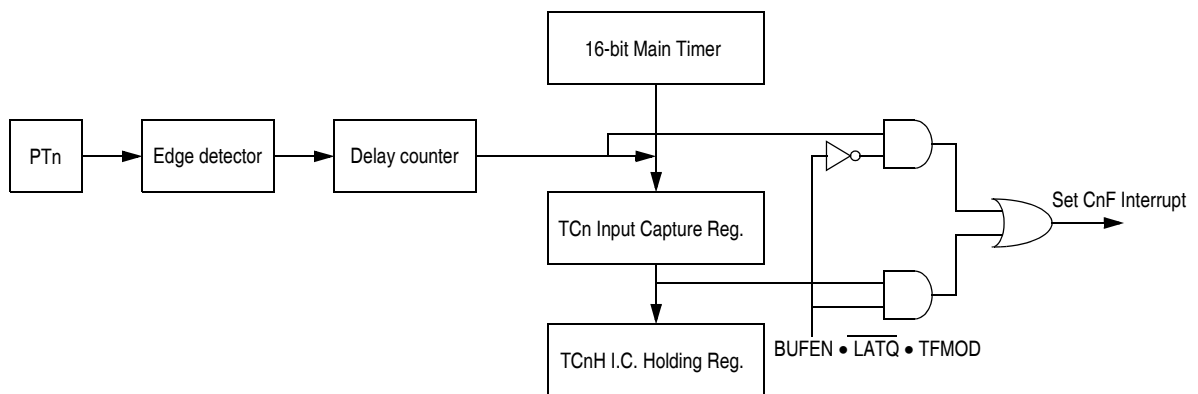 16-bit Main Timer
PTn
Edge detector
Delay counter
Set CnF Interrupt
TCn Input Capture Reg.
BUFEN • L̅A̅T̅Q̅ • TFMOD
TCnH I.C. Holding Reg.